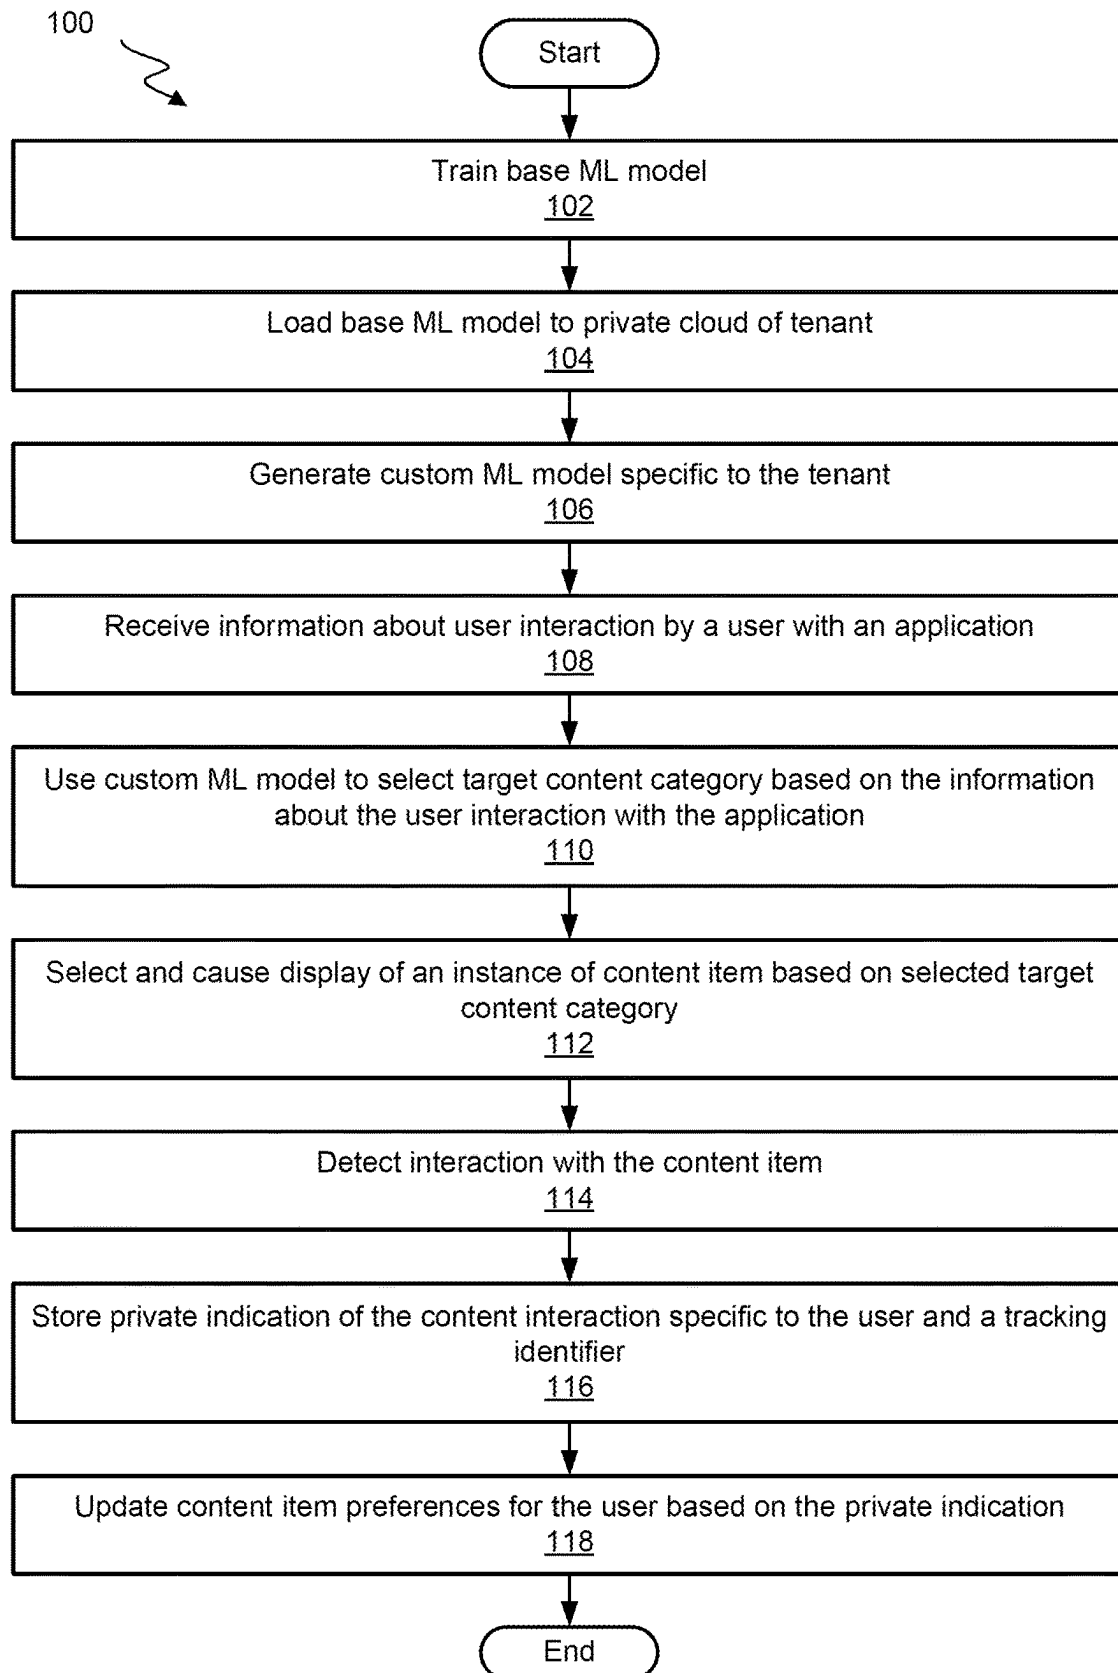 100
Start
Train base ML model
102
Load base ML model to private cloud of tenant
104
Generate custom ML model specific to the tenant
106
Receive information about user interaction by a user with an application
108
Use custom ML model to select target content category based on the information
about the user interaction with the application
110
Select and cause display of an instance of content item based on selected target
content category
112
Detect interaction with the content item
114
Store private indication of the content interaction specific to the user and a tracking
identifier
116
Update content item preferences for the user based on the private indication
118
End